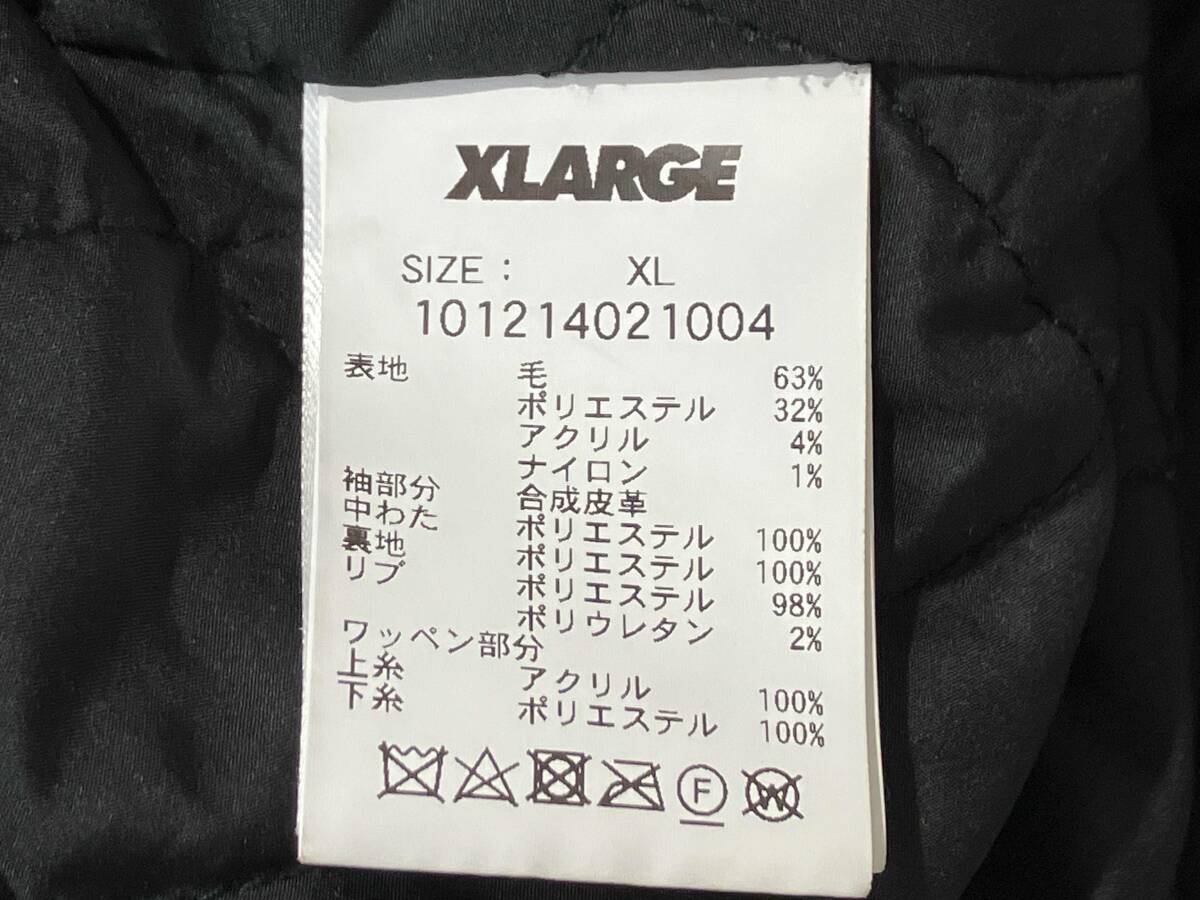 XLARGE
SIZE： XL
101214021004
表地 毛 63%
ポリエステル 32%
アクリル 4%
ナイロン 1%
袖部分 合成皮革
中わた ポリエステル 100%
裏地 ポリエステル 100%
リブ ポリエステル 98%
ポリウレタン 2%
ワッペン部分
上糸 アクリル 100%
下糸 ポリエステル 100%
F W